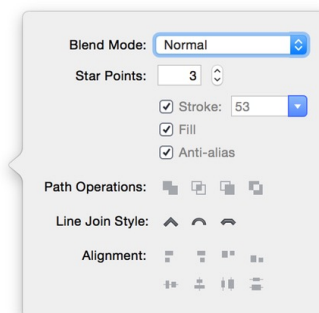 Blend Mode: Normal
Star Points: 3
Stroke: 53
Fill
Anti-alias
Path Operations:
Line Join Style:
Alignment: